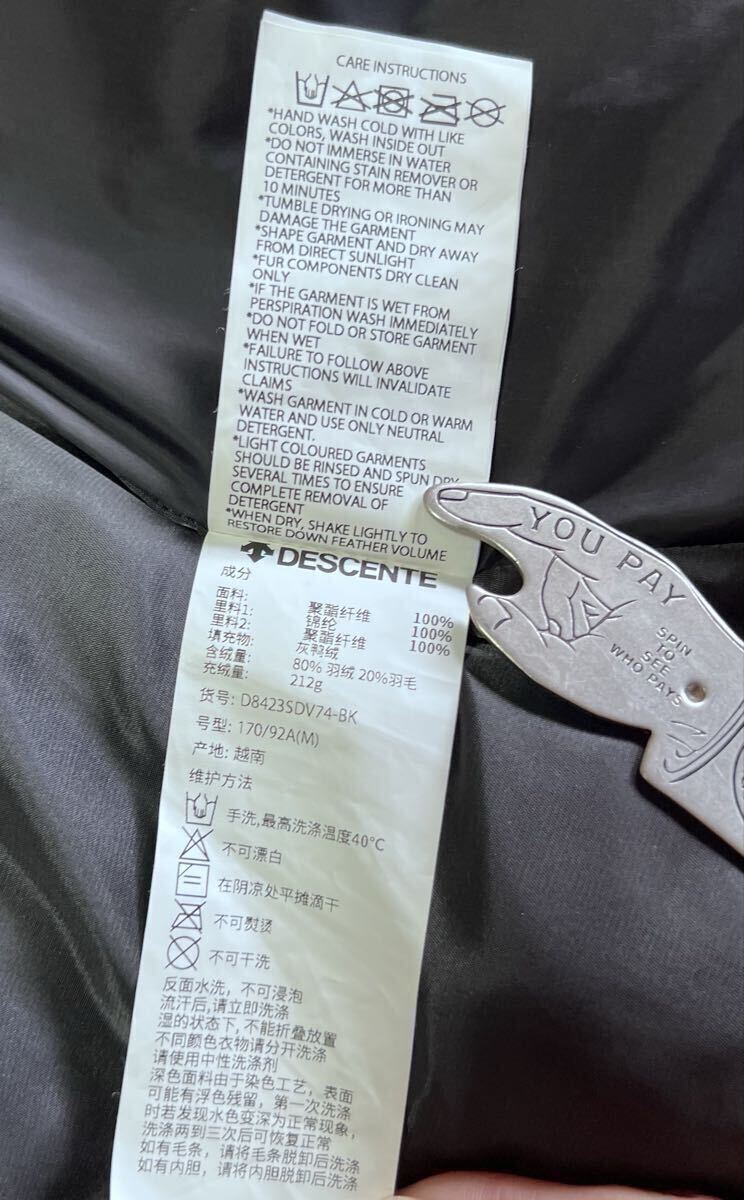 CARE INSTRUCTIONS
*HAND WASH COLD WITH LIKE
COLORS, WASH INSIDE OUT
*DO NOT IMMERSE IN WATER
CONTAINING STAIN REMOVER OR
DETERGENT FOR MORE THAN
10 MINUTES
*TUMBLE DRYING OR IRONING MAY
DAMAGE THE GARMENT
*SHAPE GARMENT AND DRY AWAY
FROM DIRECT SUNLIGHT
*FUR COMPONENTS DRY CLEAN
ONLY
*IF THE GARMENT IS WET FROM
PERSPIRATION WASH IMMEDIATELY
*DO NOT FOLD OR STORE GARMENT
WHEN WET
*FAILURE TO FOLLOW ABOVE
INSTRUCTIONS WILL INVALIDATE
CLAIMS
*WASH GARMENT IN COLD OR WARM
WATER AND USE ONLY NEUTRAL
DETERGENT.
*LIGHT COLOURED GARMENTS
SHOULD BE RINSED AND SPUN DRY
SEVERAL TIMES TO ENSURE
COMPLETE REMOVAL OF
DETERGENT
*WHEN DRY, SHAKE LIGHTLY TO
RESTORE DOWN FEATHER VOLUME
DESCENTE
成分
面料: 聚酯纤维 100%
里料1: 锦纶 100%
里料2: 聚酯纤维 100%
填充物: 灰鸭绒
含绒量: 80% 羽绒 20%羽毛
充绒量: 212g
货号: D8423SDV74-BK
号型: 170/92A(M)
产地: 越南
维护方法
手洗,最高洗涤温度40°C
不可漂白
在阴凉处平摊滴干
不可熨烫
不可干洗
反面水洗，不可浸泡
流汗后,请立即洗涤
湿的状态下,不能折叠放置
不同颜色衣物请分开洗涤
请使用中性洗涤剂
深色面料由于染色工艺，表面
可能有浮色残留，第一次洗涤
时若发现水色变深为正常现象，
洗涤两到三次后可恢复正常
如有毛条，请将毛条脱卸后洗涤
如有内胆，请将内胆脱卸后洗涤
YOU PAY
SPIN
TO
SEE
WHO PAYS